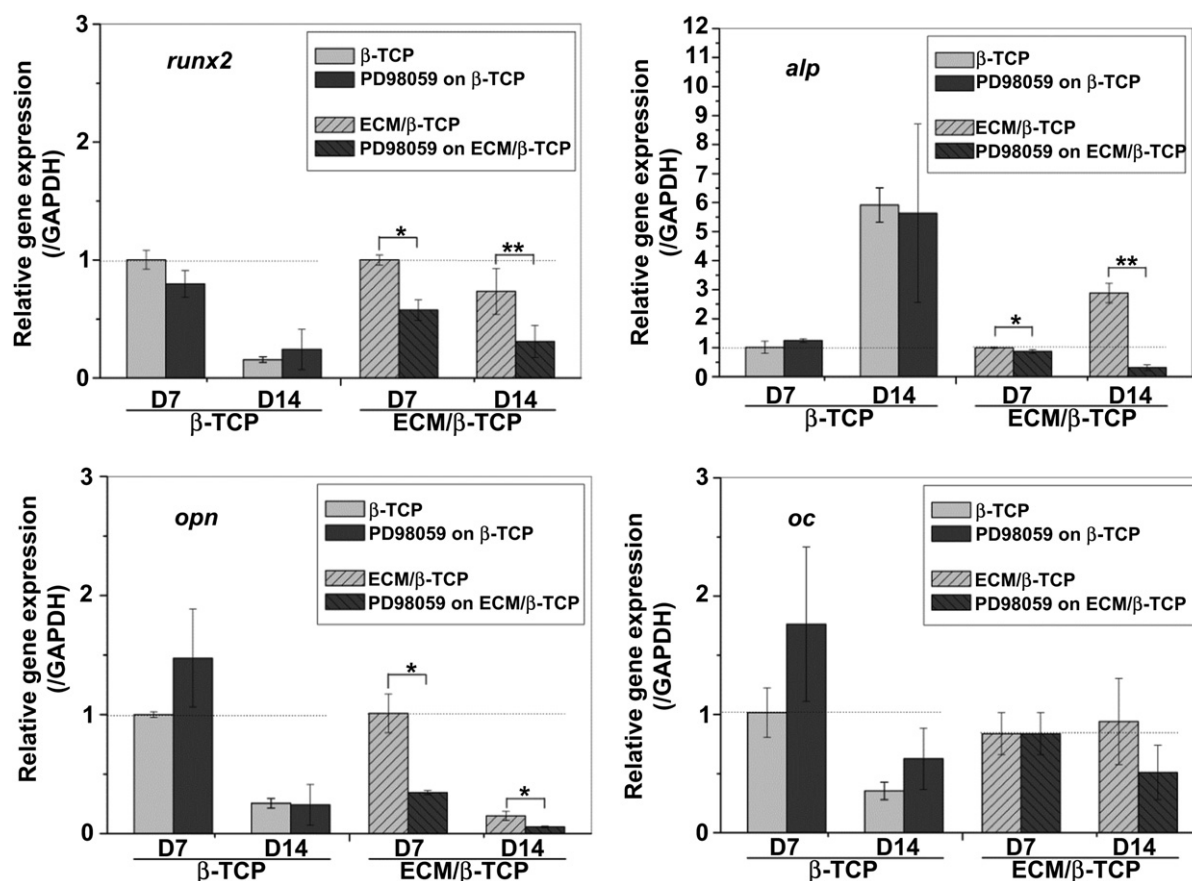 Relative gene expression
(/GAPDH)
3
2
1
0
runx2
β-TCP
PD98059 on β-TCP
ECM/β-TCP
PD98059 on ECM/β-TCP
*
**
D7 D14 D7 D14
β-TCP ECM/β-TCP
Relative gene expression
(/GAPDH)
12
11
10
9
8
7
6
5
4
3
2
1
0
alp
β-TCP
PD98059 on β-TCP
ECM/β-TCP
PD98059 on ECM/β-TCP
*
**
D7 D14 D7 D14
β-TCP ECM/β-TCP
Relative gene expression
(/GAPDH)
3
2
1
0
opn
β-TCP
PD98059 on β-TCP
ECM/β-TCP
PD98059 on ECM/β-TCP
*
*
D7 D14 D7 D14
β-TCP ECM/β-TCP
Relative gene expression
(/GAPDH)
3
2
1
0
oc
β-TCP
PD98059 on β-TCP
ECM/β-TCP
PD98059 on ECM/β-TCP
D7 D14 D7 D14
β-TCP ECM/β-TCP